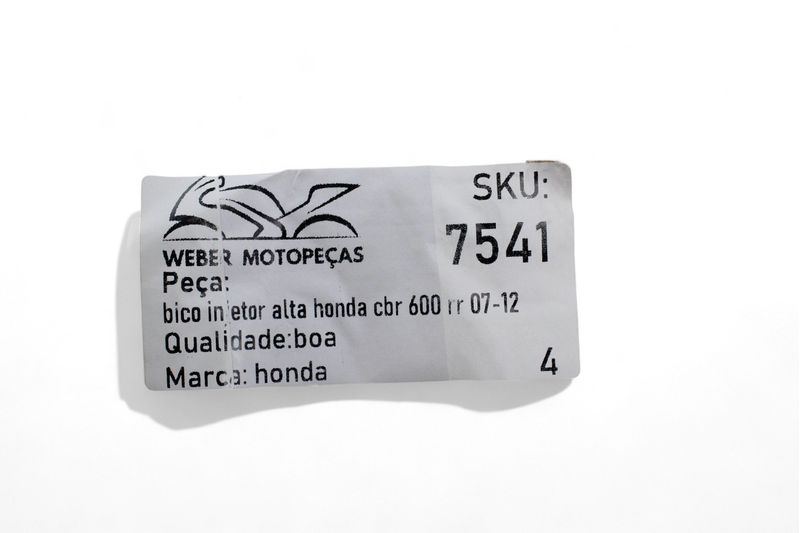 WEBER MOTOPEÇAS
SKU:
7541
Peça:
bico injetor alta honda cbr 600 rr 07-12
Qualidade:boa
Marca: honda
4